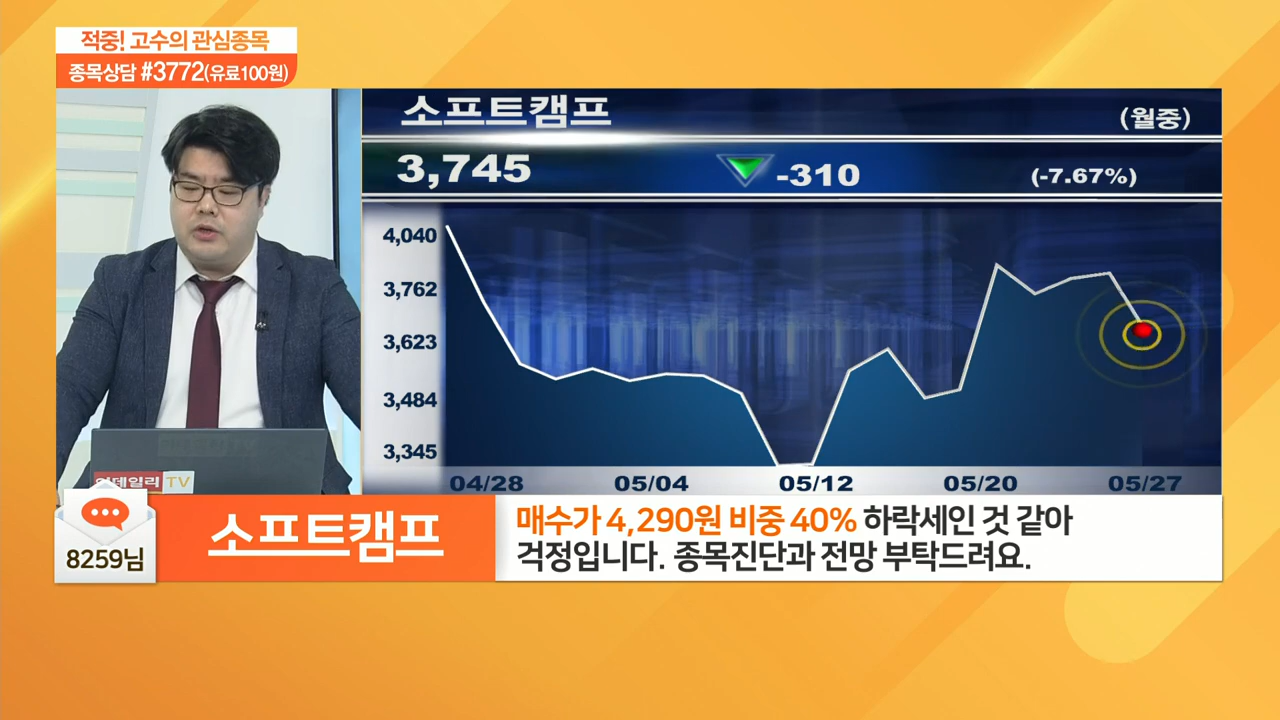 적중! 고수의 관심종목
종목상담 #3772(유료100원)
소프트캠프
(월중)
3,745
-310
(-7.67%)
4,040
3,762
3,623
3,484
3,345
04/28
05/04
05/12
05/20
05/27
이데일리 TV
8259님
소프트캠프
매수가 4,290원 비중 40% 하락세인 것 같아
걱정입니다. 종목진단과 전망 부탁드려요.